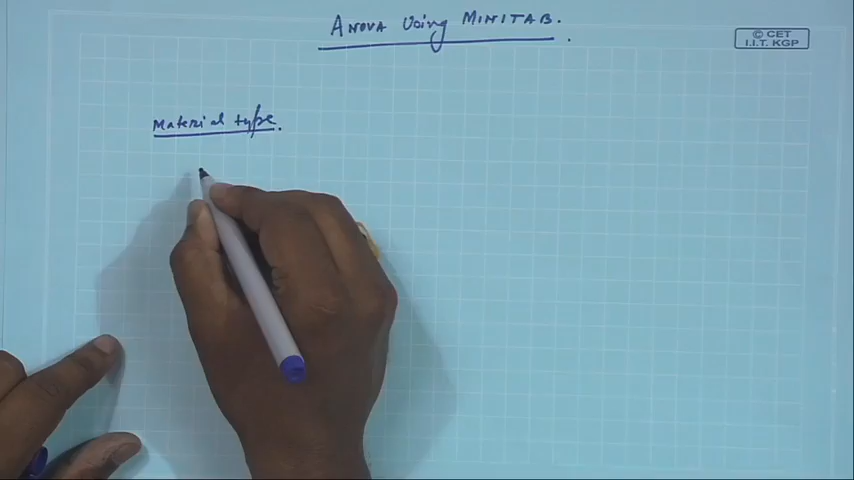 ANOVA Using MINITAB.
© CET
I.I.T. KGP
Material type.